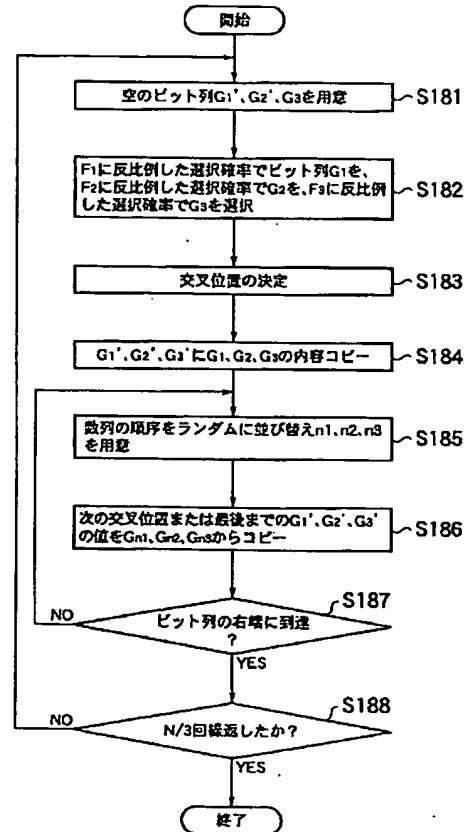 開始
空のビット列G1'、G2'、G3を用意
S181
F1に反比例した選択確率でビット列G1を、
F2に反比例した選択確率でG2を、F3に反比例
した選択確率でG3を選択
S182
交叉位置の決定
S183
G1'、G2'、G3'にG1、G2、G3の内容コピー
S184
数列の順序をランダムに並び替えn1、n2、n3
を用意
S185
次の交叉位置または最後までのG1'、G2'、G3'
の値をGn1、Gn2、Gn3からコピー
S186
S187
ビット列の右端に到達
?
NO
YES
S188
N/3回繰返したか?
NO
YES
終了